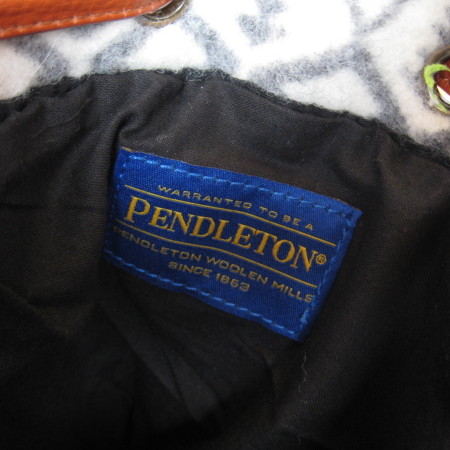 WARRANTED TO BE A
PENDLETON®
PENDLETON WOOLEN MILLS
SINCE 1863